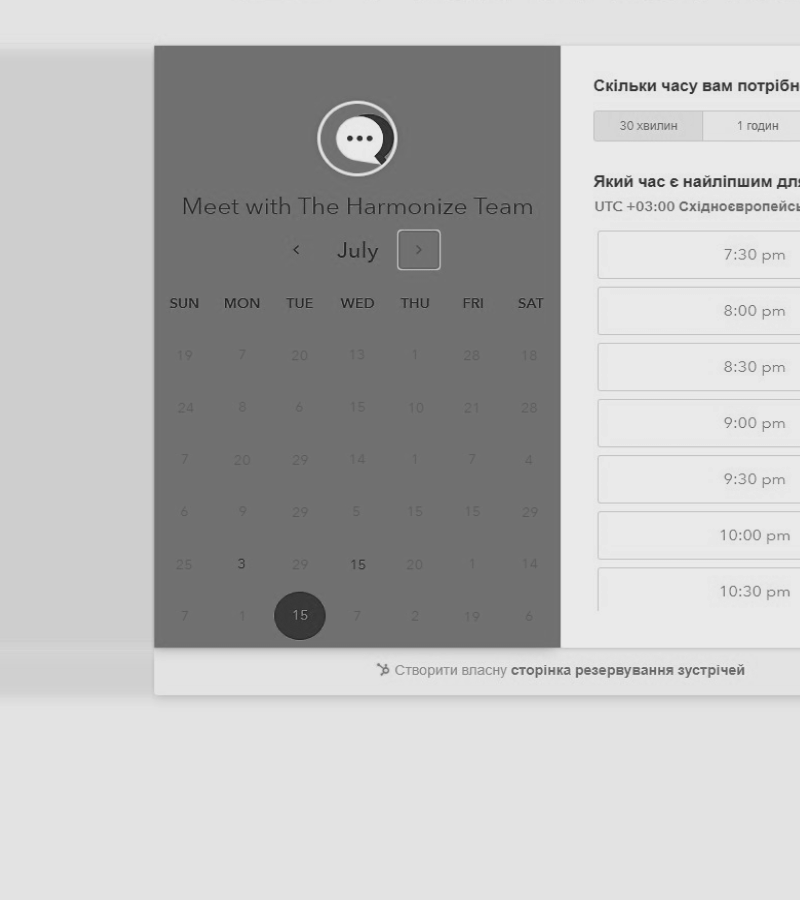 Meet with The Harmonize Team
July
SUN MON TUE WED THU FRI SAT
19 7 20 13 1 28 18
24 8 6 15 10 21 28
7 20 29 14 1 7 4
6 9 29 5 15 15 29
25 3 29 15 20 1 14
7 1 15 7 2 19 6
Скільки часу вам потрібн
30 хвилин 1 годин
Який час є найліпшим для
UTC +03:00 Східноєвропейсь
7:30 pm
8:00 pm
8:30 pm
9:00 pm
9:30 pm
10:00 pm
10:30 pm
Створити власну сторінка резервування зустрічей